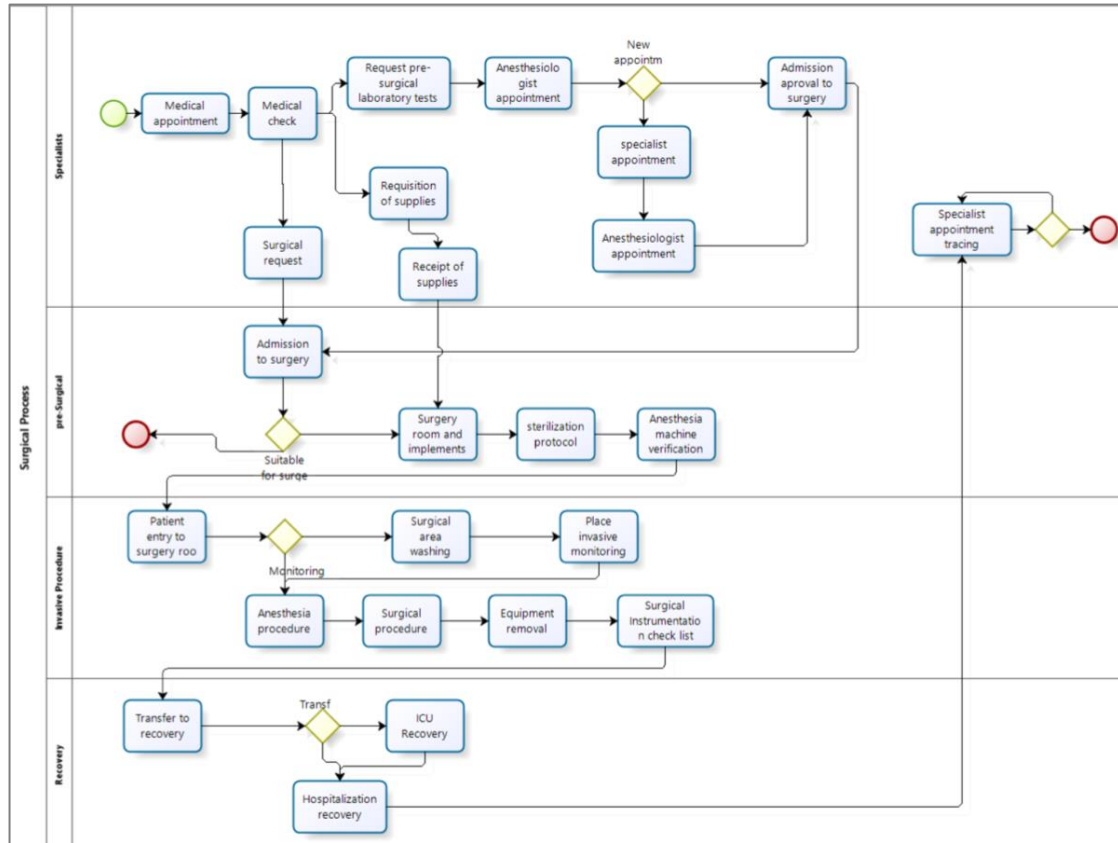 Surgical Process
Specialists
New
appointm
Request pre-
surgical
laboratory tests
Anesthesiolo
gist
appointment
Admission
aproval to
surgery
Medical
appointment
Medical
check
specialist
appointment
Requisition
of supplies
Specialist
appointment
tracing
Surgical
request
Anesthesiologist
appointment
Receipt of
supplies
pre-Surgical
Admission
to surgery
Surgery
room and
implements
sterilization
protocol
Anesthesia
machine
verification
Suitable
for surge
Invasive Procedure
Patient
entry to
surgery roo
Surgical
area
washing
Place
invasive
monitoring
Monitoring
Anesthesia
procedure
Surgical
procedure
Equipment
removal
Surgical
Instrumentatio
n check list
Recovery
Transfer to
recovery
Transf
ICU
Recovery
Hospitalization
recovery